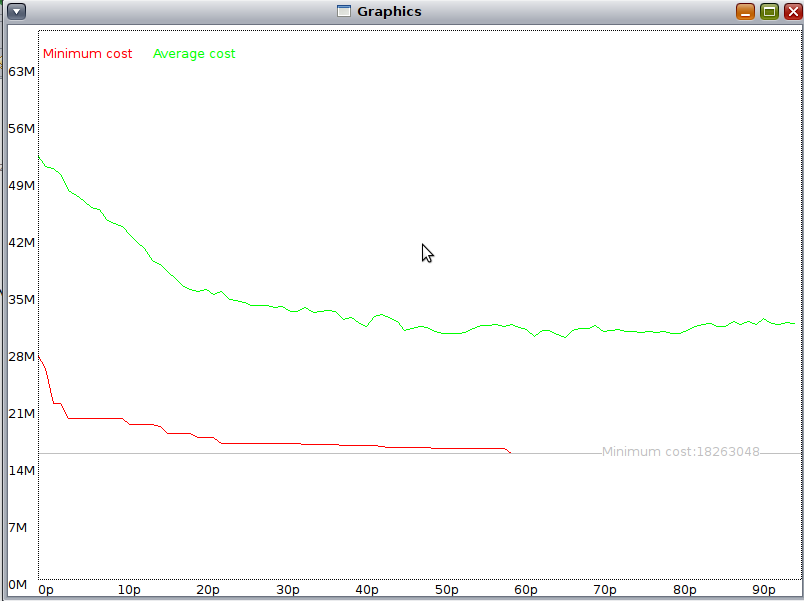 Graphics
Minimum cost Average cost
63M
56M
49M
42M
35M
28M
21M
Minimum cost:18263048
14M
7M
0M
0p 10p 20p 30p 40p 50p 60p 70p 80p 90p